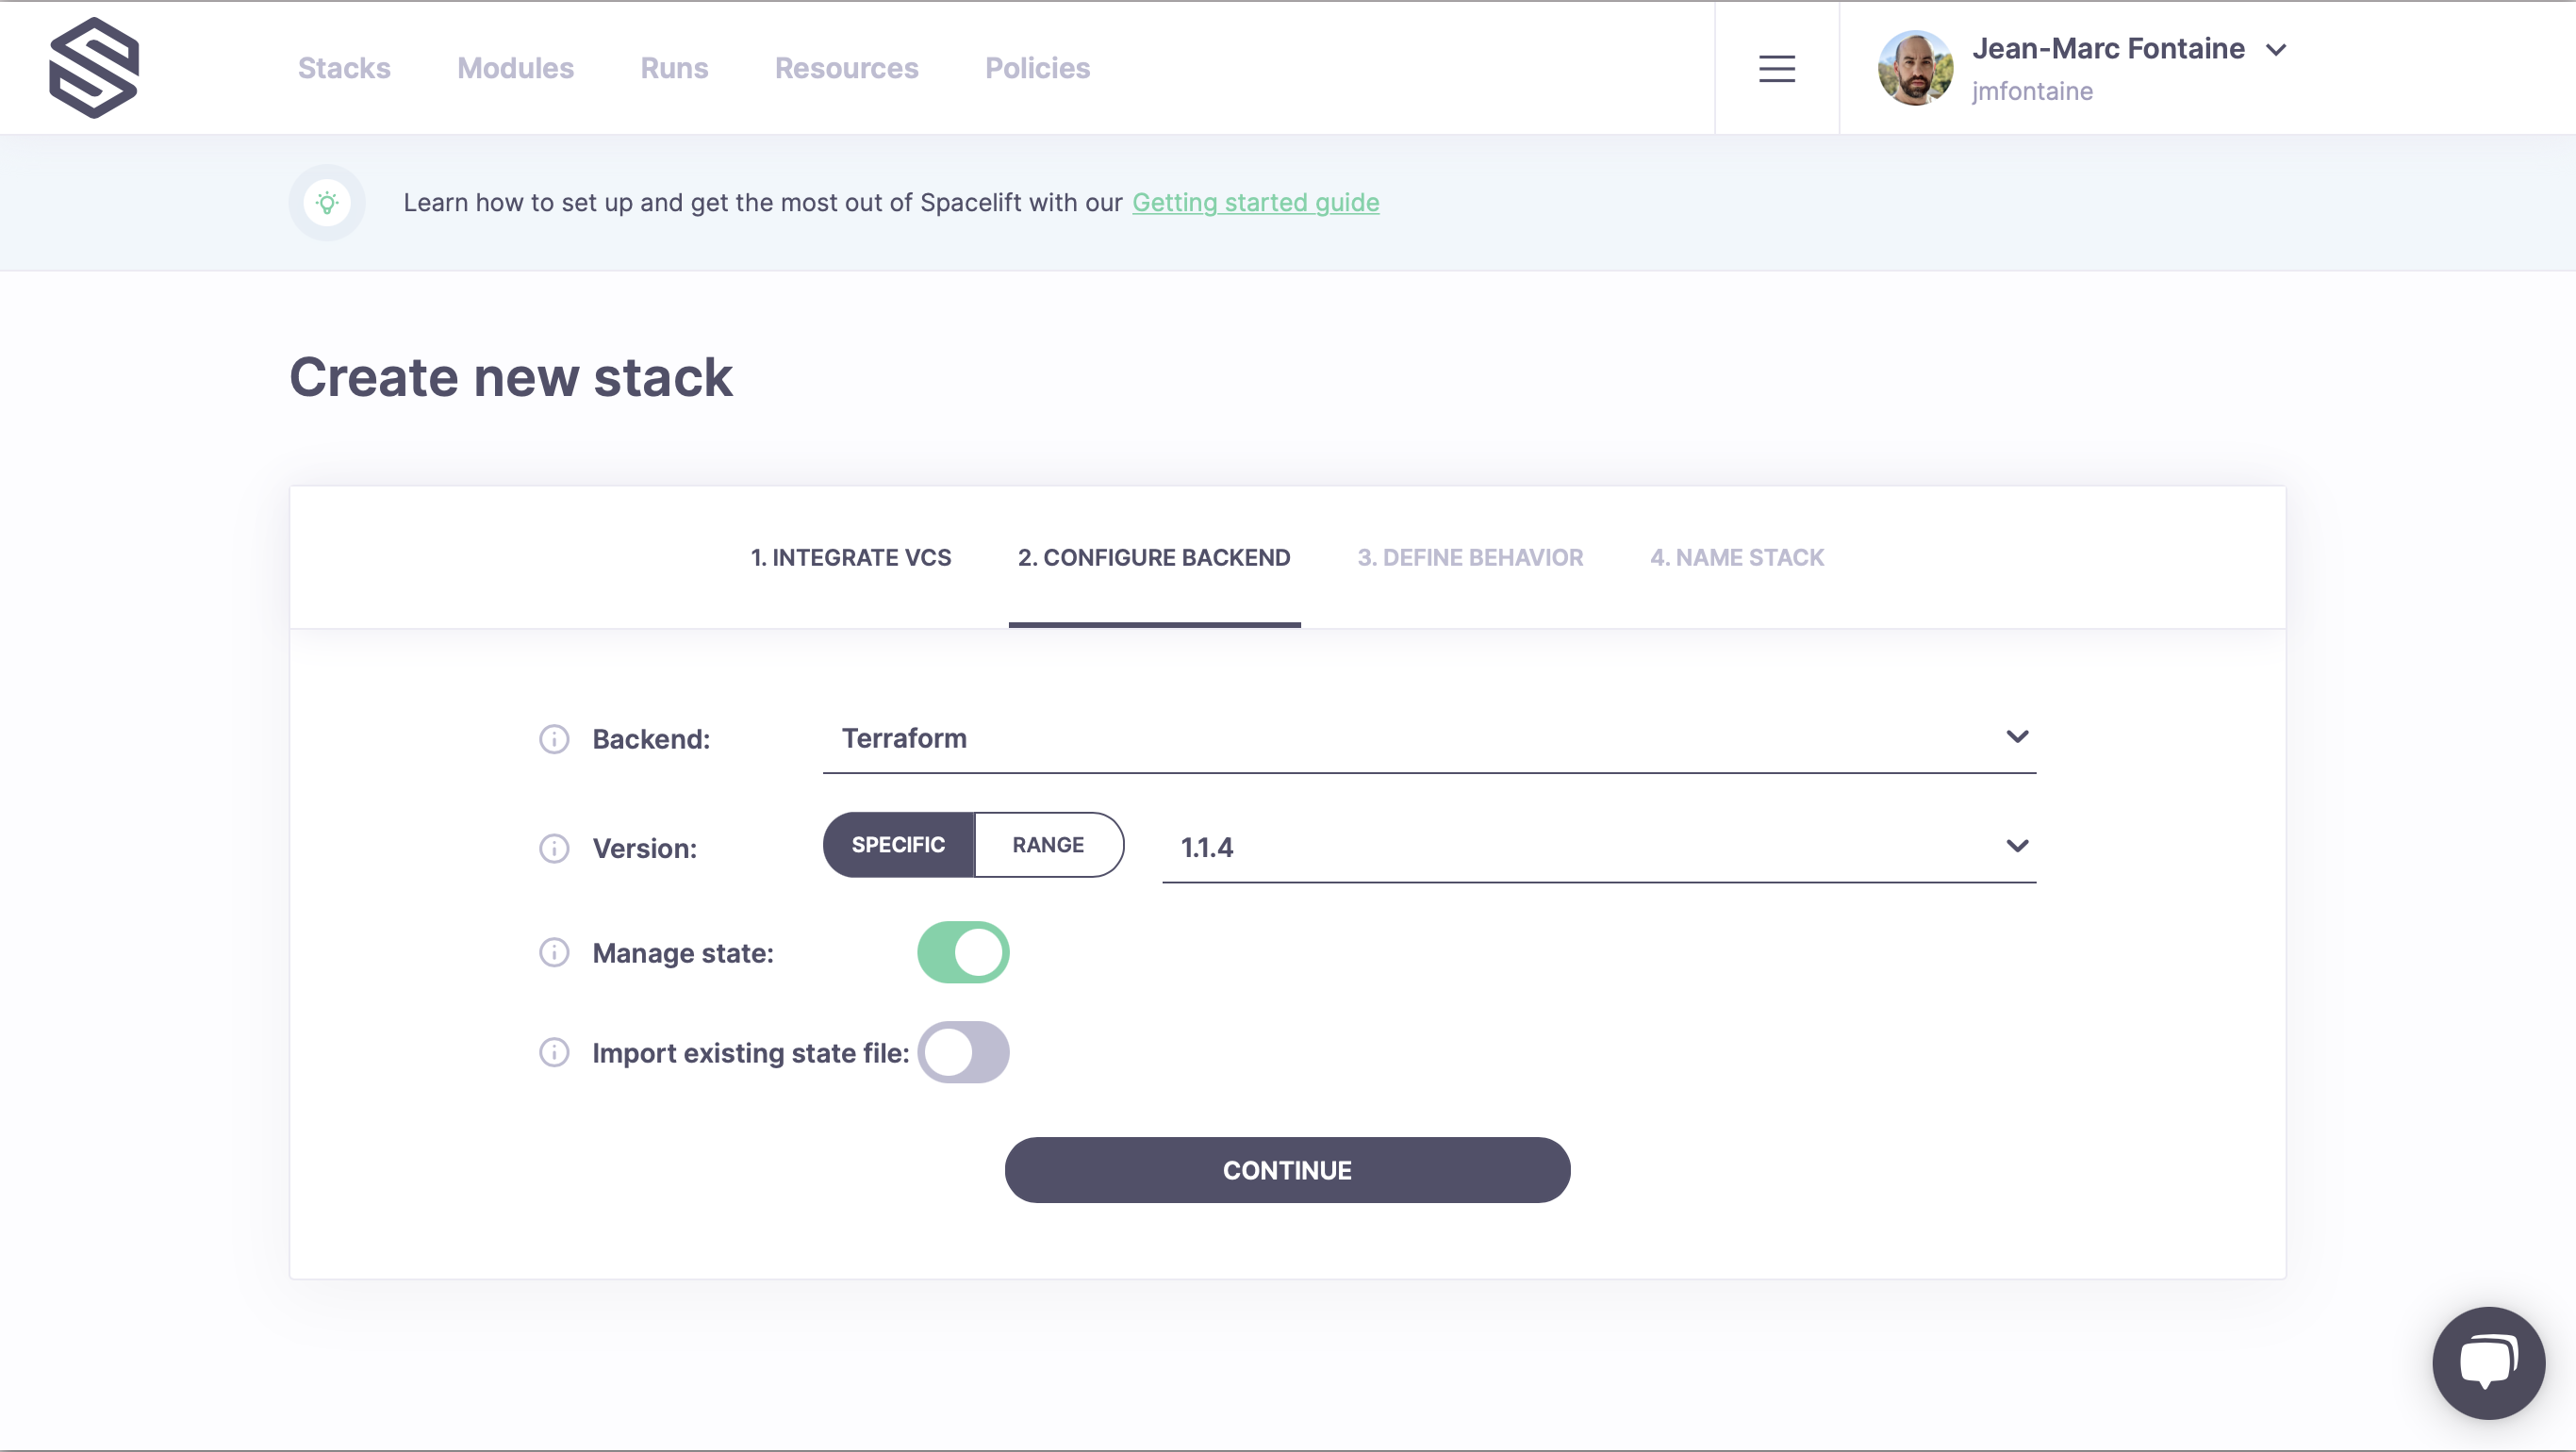 Stacks Modules Runs Resources Policies
Jean-Marc Fontaine
jmfontaine
Learn how to set up and get the most out of Spacelift with our Getting started guide
Create new stack
1. INTEGRATE VCS 2. CONFIGURE BACKEND 3. DEFINE BEHAVIOR 4. NAME STACK
Backend: Terraform
Version: SPECIFIC RANGE 1.1.4
Manage state:
Import existing state file:
CONTINUE